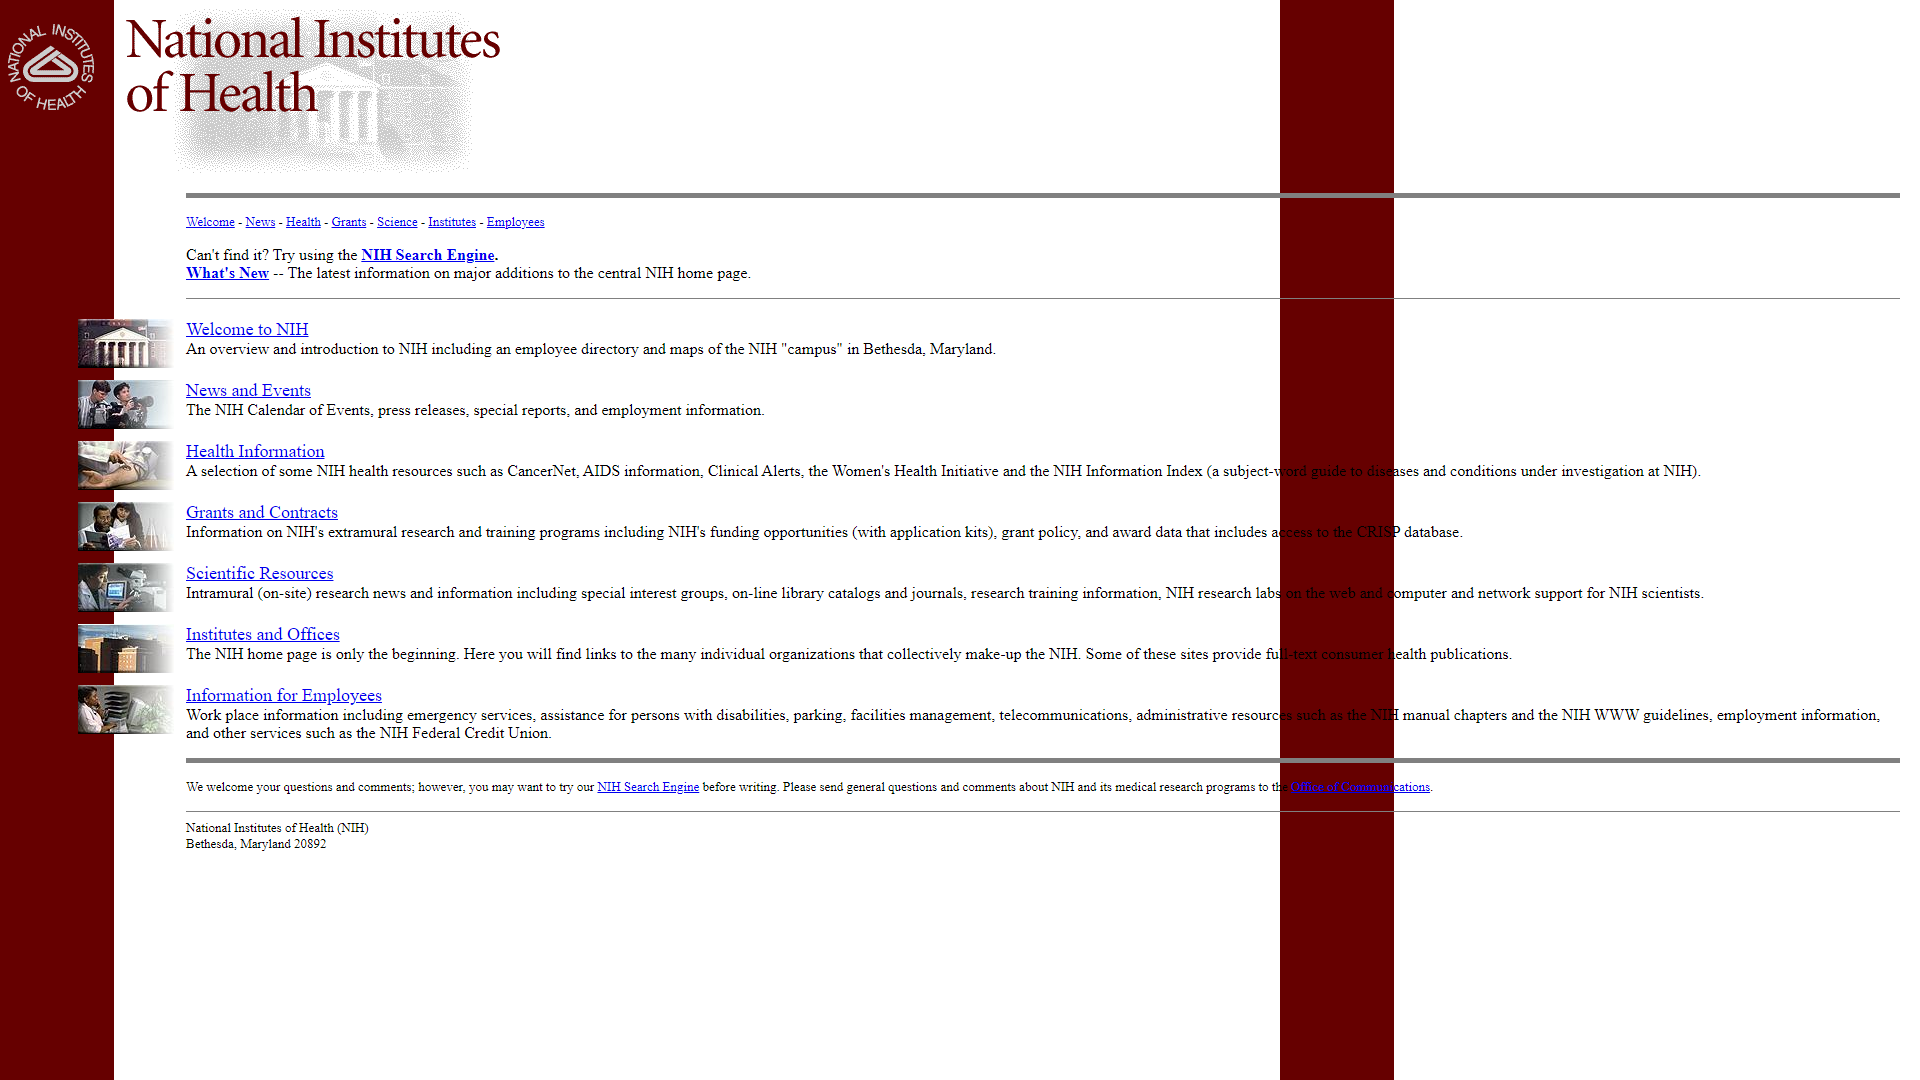 NATIONAL INSTITUTES OF HEALTH
National Institutes
of Health
Welcome - News - Health - Grants - Science - Institutes - Employees
Can't find it? Try using the NIH Search Engine.
What's New -- The latest information on major additions to the central NIH home page.
Welcome to NIH
An overview and introduction to NIH including an employee directory and maps of the NIH "campus" in Bethesda, Maryland.
News and Events
The NIH Calendar of Events, press releases, special reports, and employment information.
Health Information
A selection of some NIH health resources such as CancerNet, AIDS information, Clinical Alerts, the Women's Health Initiative and the NIH Information Index (a subject-word guide to diseases and conditions under investigation at NIH).
Grants and Contracts
Information on NIH's extramural research and training programs including NIH's funding opportunities (with application kits), grant policy, and award data that includes access to the CRISP database.
Scientific Resources
Intramural (on-site) research news and information including special interest groups, on-line library catalogs and journals, research training information, NIH research labs on the web and computer and network support for NIH scientists.
Institutes and Offices
The NIH home page is only the beginning. Here you will find links to the many individual organizations that collectively make-up the NIH. Some of these sites provide full-text consumer health publications.
Information for Employees
Work place information including emergency services, assistance for persons with disabilities, parking, facilities management, telecommunications, administrative resources such as the NIH manual chapters and the NIH WWW guidelines, employment information,
and other services such as the NIH Federal Credit Union.
We welcome your questions and comments; however, you may want to try our NIH Search Engine before writing. Please send general questions and comments about NIH and its medical research programs to the Office of Communications.
National Institutes of Health (NIH)
Bethesda, Maryland 20892